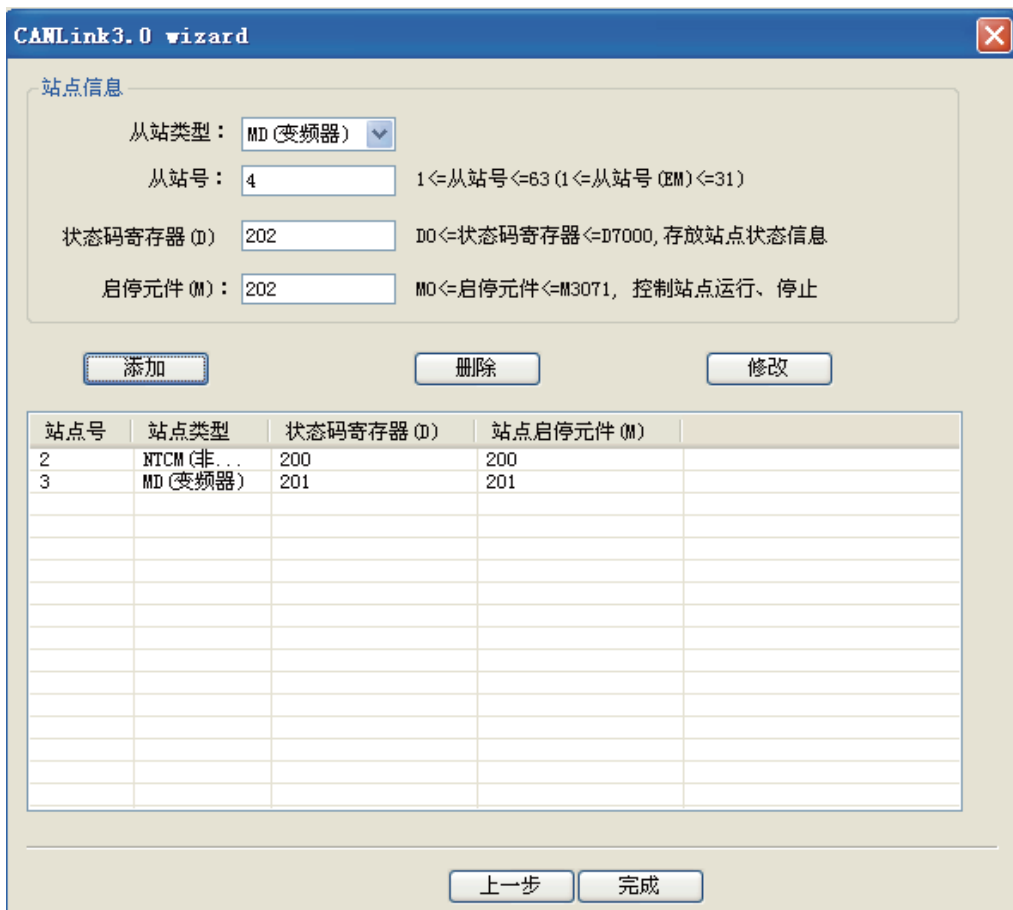 CANLink3.0 wizard
站点信息
从站类型： MD(变频器)
从站号： 4 1<=从站号<=63(1<=从站号(EM)<=31)
状态码寄存器(D) 202 D0<=状态码寄存器<=D7000,存放站点状态信息
启停元件(M)： 202 M0<=启停元件<=M3071, 控制站点运行、停止
添加 册除 修改
站点号 站点类型 状态码寄存器(D) 站点启停元件(M)
2 NTCM(非... 200 200
3 MD(变频器) 201 201
上一步 完成